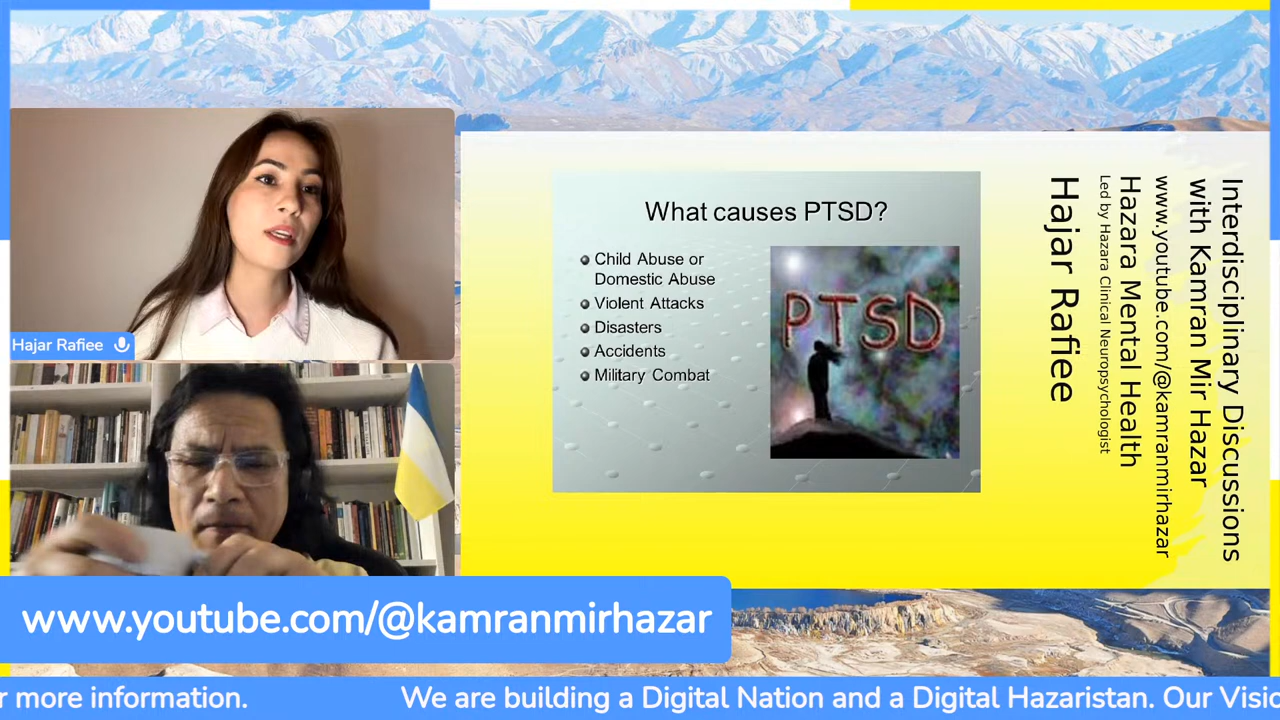 Hajar Rafiee
What causes PTSD?
Child Abuse or
Domestic Abuse
Violent Attacks
Disasters
Accidents
Military Combat
PTSD
Interdisciplinary Discussions
with Kamran Mir Hazar
www.youtube.com/@kamranmirhazar
Hazara Mental Health
Led by Hazara Clinical Neuropsychologist
Hajar Rafiee
www.youtube.com/@kamranmirhazar
r more information. We are building a Digital Nation and a Digital Hazaristan. Our Visio